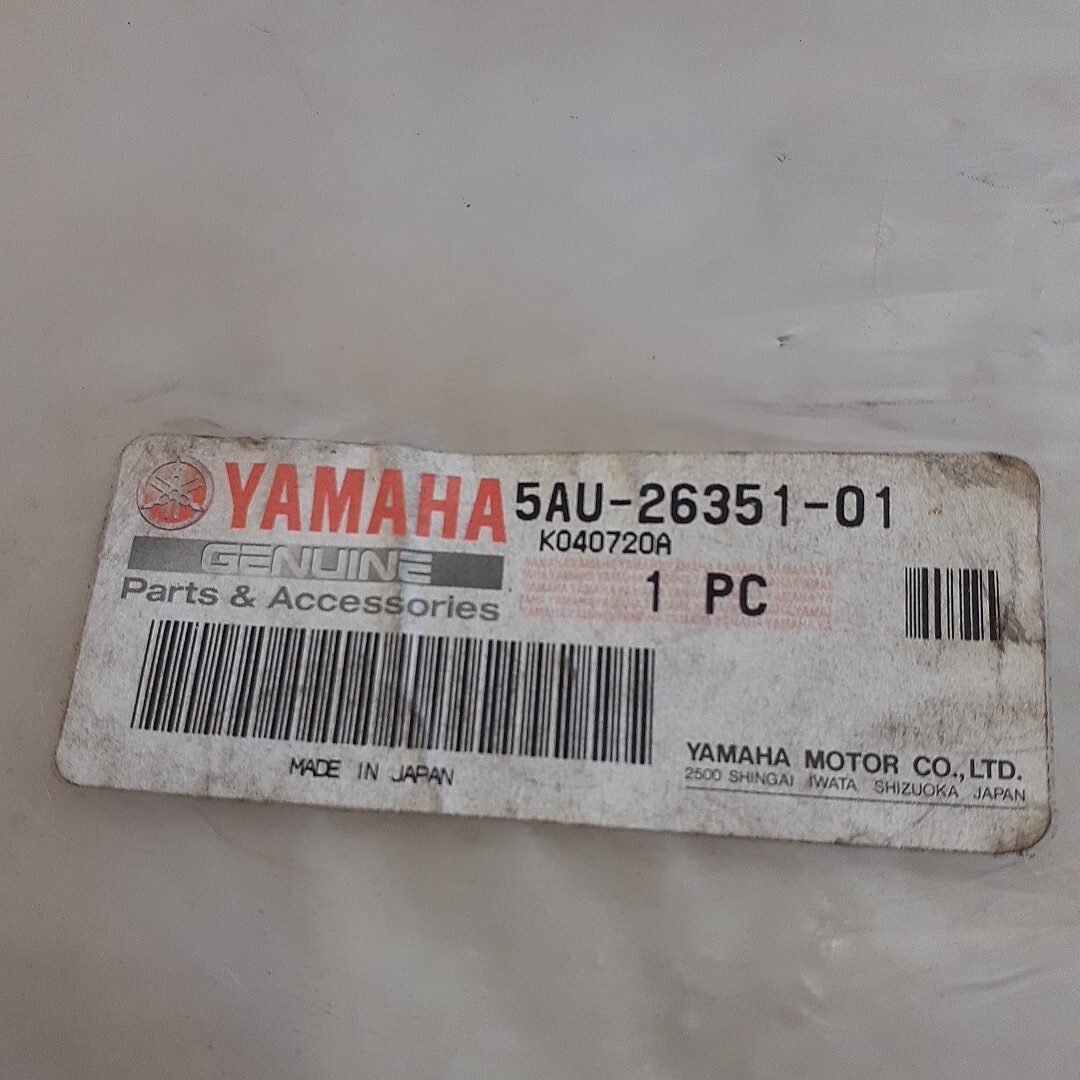 YAMAHA
GENUINE
Parts & Accessories
5AU-26351-01
K040720A
1 PC
MADE IN JAPAN
YAMAHA MOTOR CO.,LTD.
2500 SHINGAI IWATA SHIZUOKA JAPAN